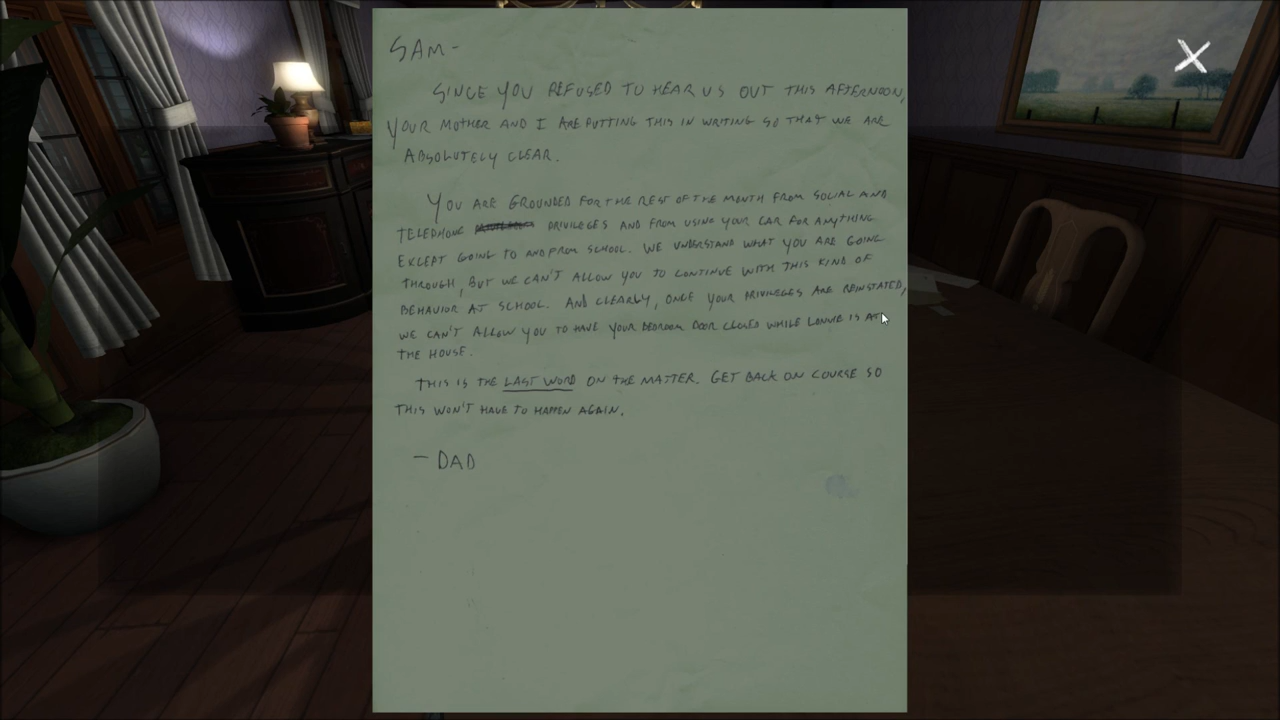 SAM-
SINCE YOU REFUSED TO HEAR US OUT THIS AFTERNOON,
YOUR MOTHER AND I ARE PUTTING THIS IN WRITING SO THAT WE ARE
ABSOLUTELY CLEAR.
YOU ARE GROUNDED FOR THE REST OF THE MONTH FROM SOCIAL AND
TELEPHONE PRIVILEGES AND FROM USING YOUR CAR FOR ANYTHING
EXCEPT GOING TO AND FROM SCHOOL. WE UNDERSTAND WHAT YOU ARE GOING
THROUGH, BUT WE CAN'T ALLOW YOU TO CONTINUE WITH THIS KIND OF
BEHAVIOR AT SCHOOL. AND CLEARLY, ONCE YOUR PRIVILEGES ARE REINSTATED,
WE CAN'T ALLOW YOU TO HAVE YOUR BEDROOM DOOR CLOSED WHILE LONNIE IS AT
THE HOUSE.
THIS IS THE LAST WORD ON THE MATTER. GET BACK ON COURSE SO
THIS WON'T HAVE TO HAPPEN AGAIN.
- DAD